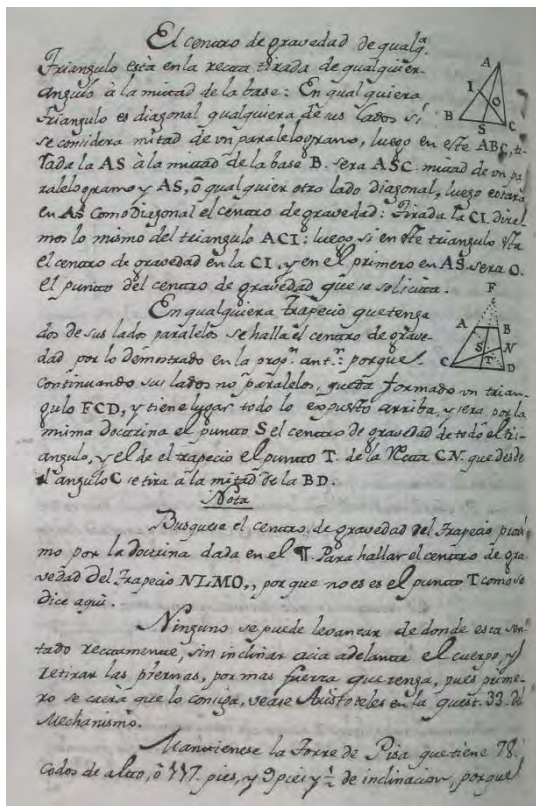 El centro de gravedad de qualqᵃ.
Triangulo està en la recta tirada de qualquier
angulo à la mitad de la base: En qualquiera
triangulo es diagonal qualquiera de sus lados si
se considera mitad de vn paralelogramo, luego en este ABC, ti-
rada la AS à la mitad de la base B. sera ASC. mitad de vn pa
ralelogramo y AS, ò qualquier otro lado diagonal, luego estarà
en AS como diagonal el centro de gravedad: Tirada la CI. dire-
mos lo mismo del triangulo ACI: luego si en este triangulo està
el centro de gravedad en la CI, y en el primero en AS sera O.
el punto del centro de gravedad que se solicita.
A
I
O
B
S
C
En qualquiera trapecio que tenga
dos de sus lados paralelos se halla el centro de grave-
dad por lo demostrado en la propⁿ. antᵉ. porque
continuando sus lados no paralelos, queda formado vn trian-
gulo FCD, y tiene lugar todo lo expuesto arriba, y sera por la
misma doctrina el punto S el centro de gravedad de todo el tri-
angulo, y el de el trapecio el punto T. de la recta CN. que desde
el angulo C se tira à la mitad de la BD.
F
A
B
S
N
C
T
D
Nota
Busquese el centro, de gravedad del trapecio proxi
mo por la doctrina dada en el ¶. Para hallar el centro de gra
vedad del trapecio NLMO,, porque no es es el punto T como se
dice aqui.
Ninguno se puede levantar de donde esta sen-
tado rectamente, sin inclinar acia adelante el cuerpo, y
retirar las piernas, por mas fuerza que tenga, pues prime-
ro se caerà que lo consiga, vease Aristoteles en la quest. 33. del
Mechanismo.
Mantienese la Torre de Pisa que tiene 78.
codos de alto, ò 117. pies, y 9 pies y ½ de inclinacion, porque